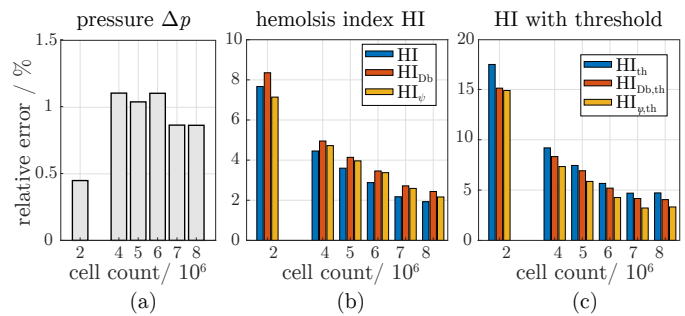 pressure Δp
relative error / %
1.5
1
0.5
0
2 4 5 6 7 8
cell count/ 10⁶
(a)
hemolsis index HI
10
8
6
4
2
0
HI
HI_Db
HI_ψ
2 4 5 6 7 8
cell count/ 10⁶
(b)
HI with threshold
20
15
10
5
0
HI_th
HI_Db,th
HI_ψ,th
2 4 5 6 7 8
cell count/ 10⁶
(c)